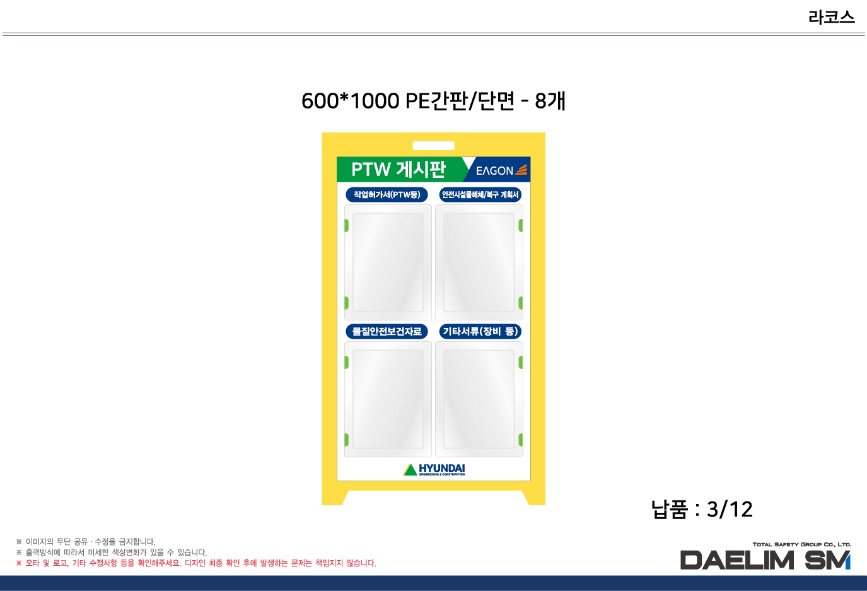 라코스
600*1000 PE간판/단면 - 8개
PTW 게시판
EAGON
작업허가서(PTW등)
안전시설물해체/복구 계획서
물질안전보건자료
기타서류(장비 등)
HYUNDAI
ENGINEERING & CONSTRUCTION
납품 : 3/12
※ 이미지의 무단 공유 · 수정을 금지합니다.
※ 출력방식에 따라서 미세한 색상변화가 있을 수 있습니다.
※ 오타 및 로고, 기타 수정사항 등을 확인해주세요. 디자인 최종 확인 후에 발생하는 문제는 책임지지 않습니다.
TOTAL SAFETY GROUP CO., LTD.
DAELIM SM